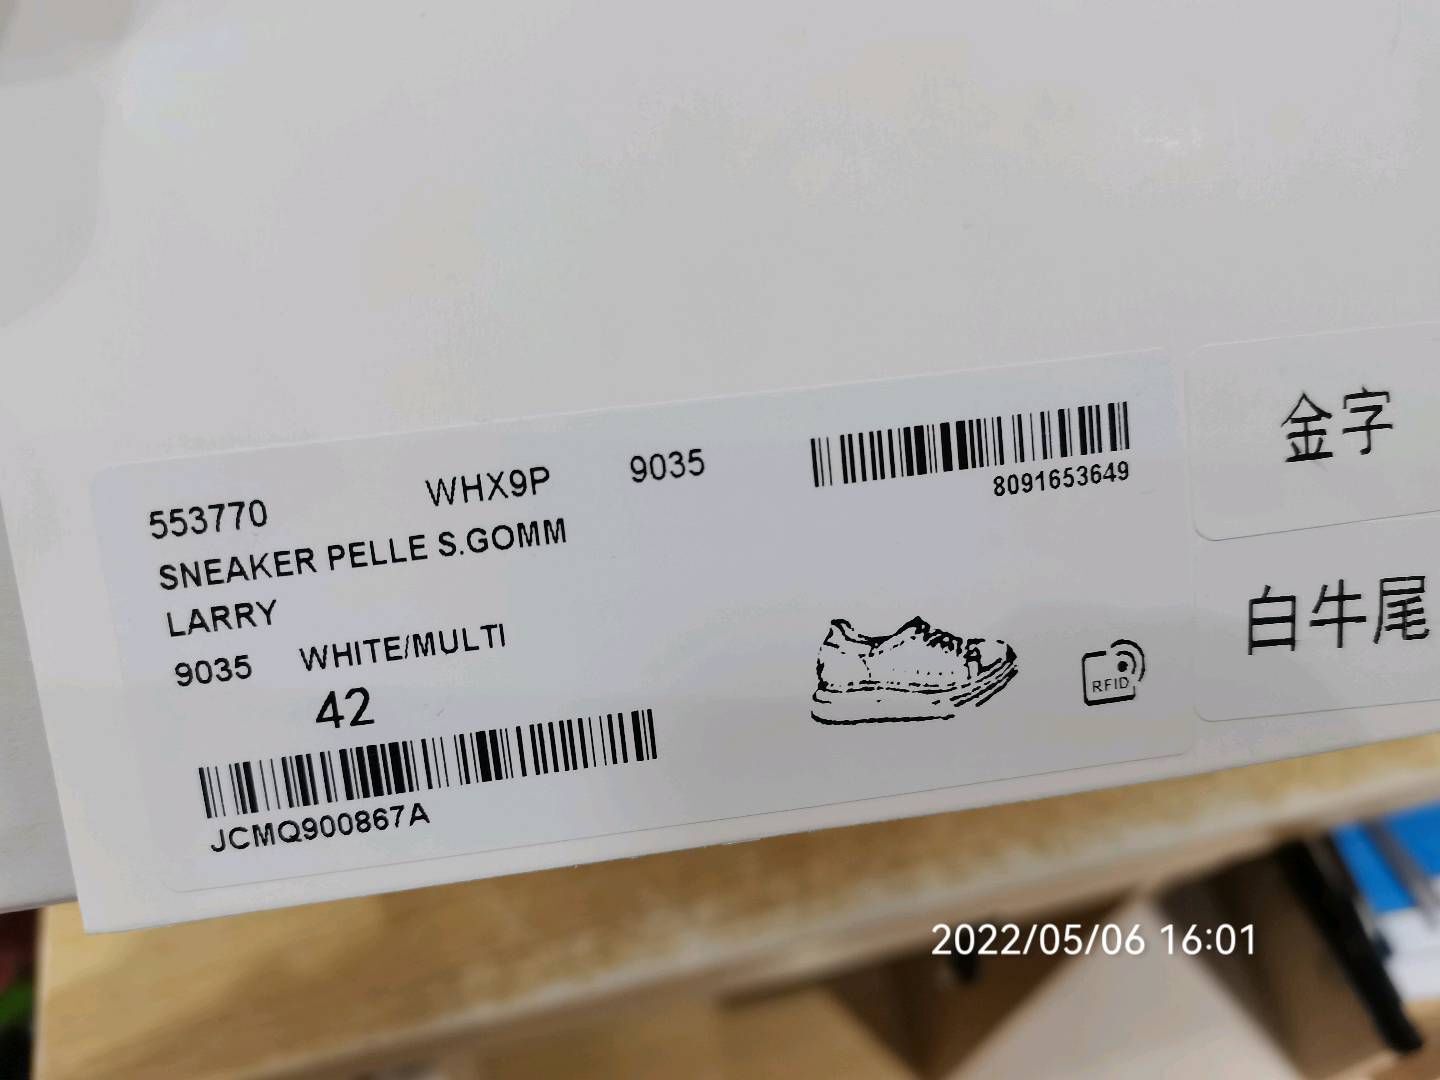 553770 WHX9P 9035
8091653649
SNEAKER PELLE S.GOMM
LARRY
9035 WHITE/MULTI
42
JCMQ900867A
RFID
金字
白牛尾
2022/05/06 16:01